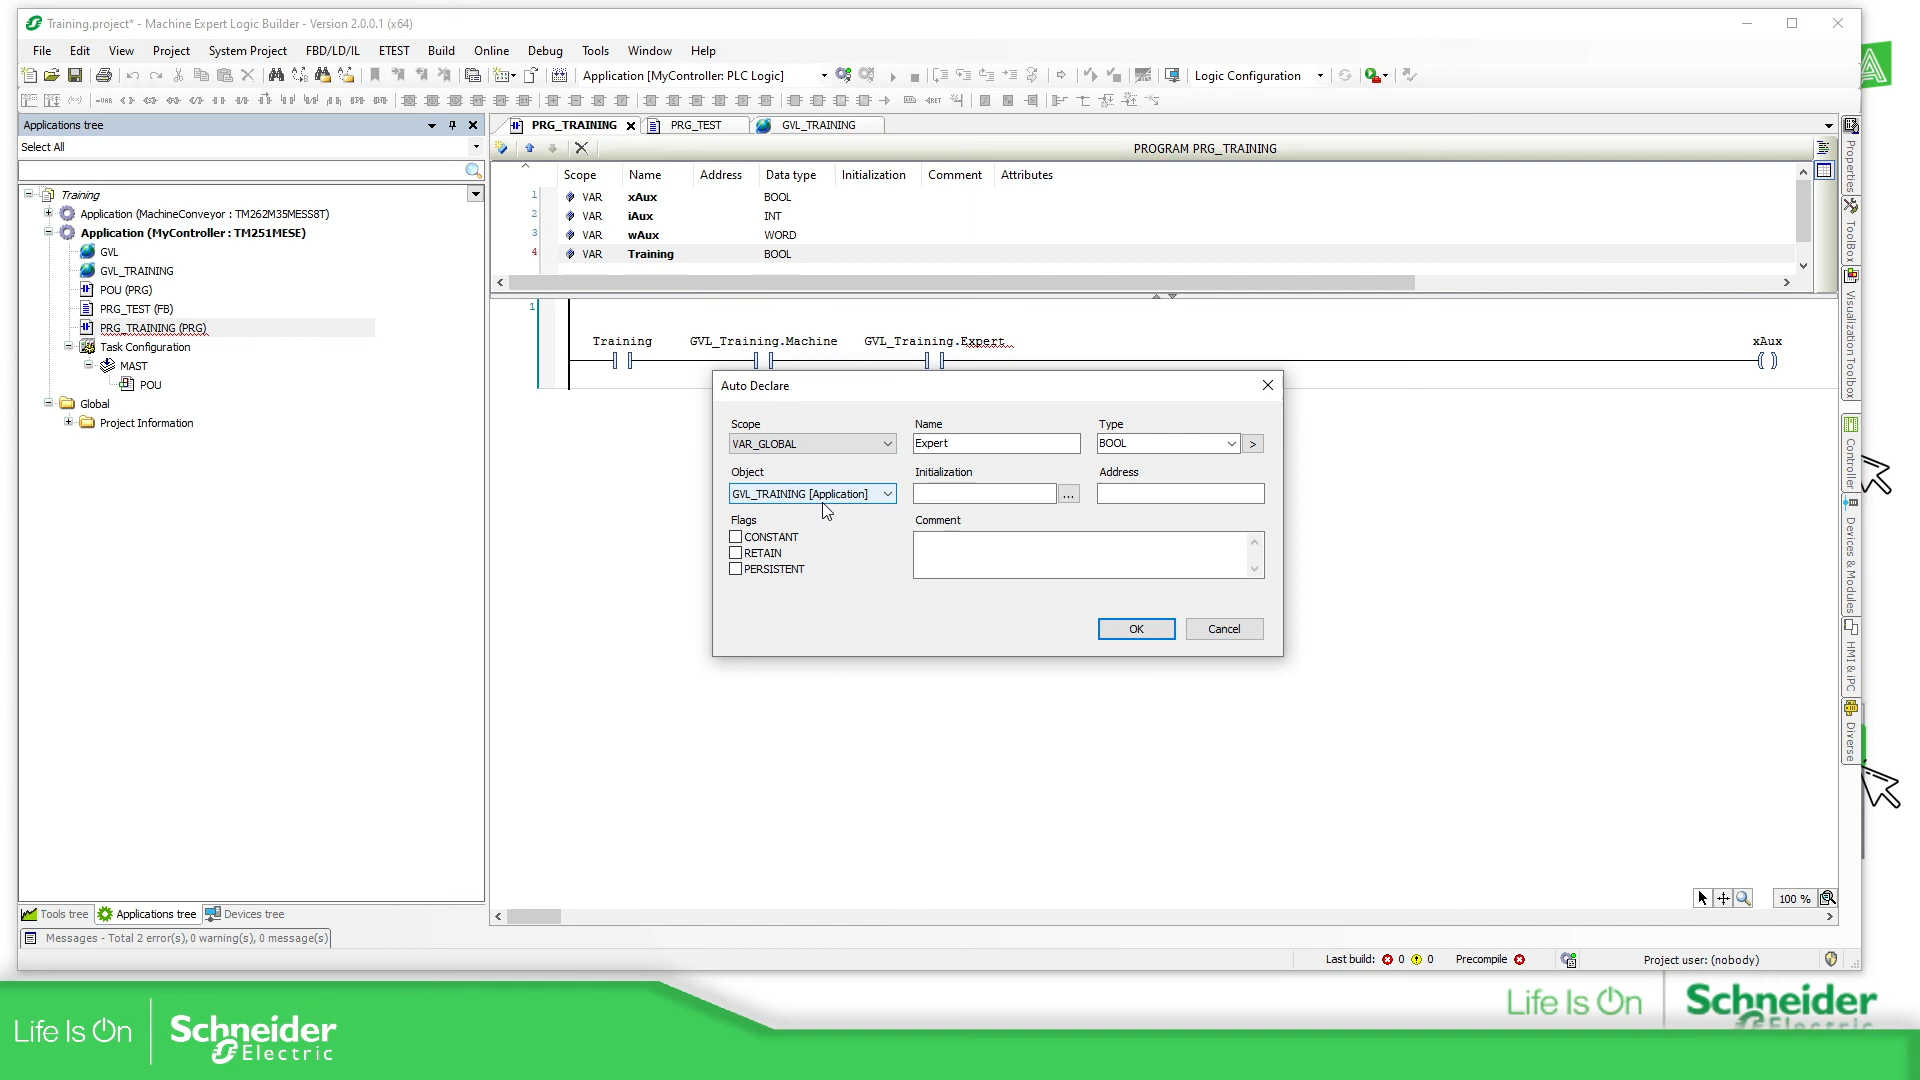 Training.project* - Machine Expert Logic Builder - Version 2.0.0.1 (x64)
File Edit View Project System Project FBD/LD/IL ETEST Build Online Debug Tools Window Help
Application [MyController: PLC Logic] Logic Configuration
Applications tree
Select All
Training
Application (MachineConveyor : TM262M35MESS8T)
Application (MyController : TM251MESE)
GVL
GVL_TRAINING
POU (PRG)
PRG_TEST (FB)
PRG_TRAINING (PRG)
Task Configuration
MAST
POU
Global
Project Information
Tools tree Applications tree Devices tree
Messages - Total 2 error(s), 0 warning(s), 0 message(s)
PRG_TRAINING PRG_TEST GVL_TRAINING
PROGRAM PRG_TRAINING
Scope Name Address Data type Initialization Comment Attributes
1 VAR xAux BOOL
2 VAR iAux INT
3 VAR wAux WORD
4 VAR Training BOOL
1
Training GVL_Training.Machine GVL_Training.Expert xAux
Auto Declare
Scope Name Type
VAR_GLOBAL Expert BOOL >
Object Initialization Address
GVL_TRAINING [Application] ...
Flags Comment
CONSTANT
RETAIN
PERSISTENT
OK Cancel
100 %
Properties
ToolBox
Visualization Toolbox
Controller
Devices & Modules
HMI & iPC
Diverse
Last build: 0 0 Precompile Project user: (nobody)
Life Is On Schneider Electric
Life Is On Schneider Electric